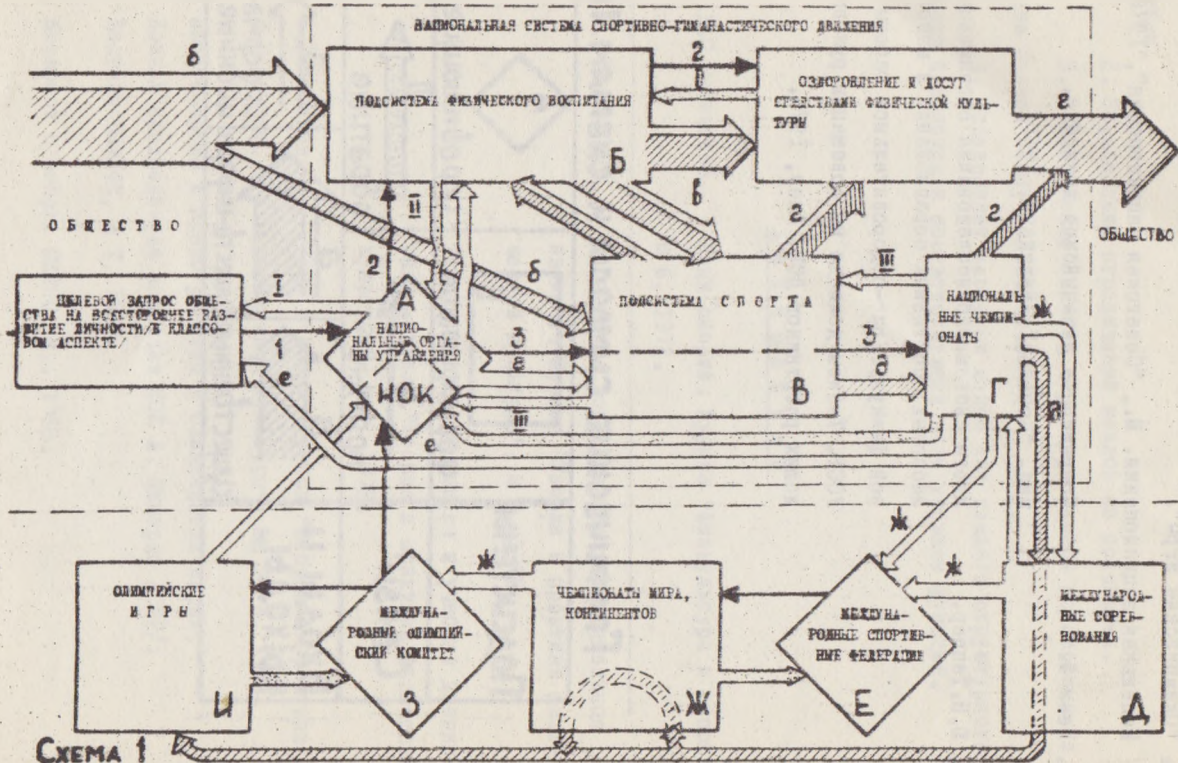 НАЦИОНАЛЬНАЯ СИСТЕМА СПОРТИВНО-ГИМНАСТИЧЕСКОГО ДВИЖЕНИЯ
б
2
ПОДСИСТЕМА ФИЗИЧЕСКОГО ВОСПИТАНИЯ
ОЗДОРОВЛЕНИЕ И ДОСУГ
СРЕДСТВАМИ ФИЗИЧЕСКОЙ КУЛЬ-
ТУРЫ
г
Б
в
II
2
г
г
ОБЩЕСТВО
ОБЩЕСТВО
б
I
ЦЕЛЕВОЙ ЗАПРОС ОБЩЕ-
СТВА НА ВСЕСТОРОННЕЕ РАЗ-
ВИТИЕ ЛИЧНОСТИ/В КЛАССО-
ВОМ АСПЕКТЕ/
1
е
А
НАЦИО-
НАЛЬНЫЕ ОРГА-
НЫ УПРАВЛЕНИЯ
НОК
3
д
ПОДСИСТЕМА СПОРТА
В
III
3
д
НАЦИОНАЛЬ-
НЫЕ ЧЕМПИ-
ОНАТЫ
Г
Ж
III
е
Ж
Ж
Ж
ОЛИМПИЙСКИЕ
ИГРЫ
И
МЕЖДУНА-
РОДНЫЙ ОЛИМПИЙ-
СКИЙ КОМИТЕТ
З
ЧЕМПИОНАТЫ МИРА,
КОНТИНЕНТОВ
Ж
МЕЖДУНА-
РОДНЫЕ СПОРТИВ-
НЫЕ ФЕДЕРАЦИИ
Е
МЕЖДУНАРОД-
НЫЕ СОРЕВ-
НОВАНИЯ
Д
СХЕМА 1